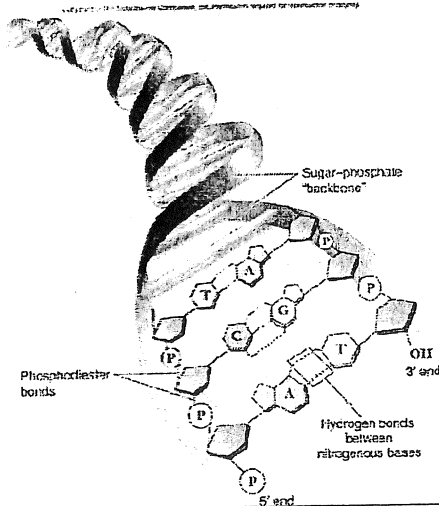 Sugar–phosphate
"backbone"
P
T A
P
C G
P
T
OH
3' end
Phosphodiester
bonds
P
A
Hydrogen bonds
between
nitrogenous bases
P
5' end